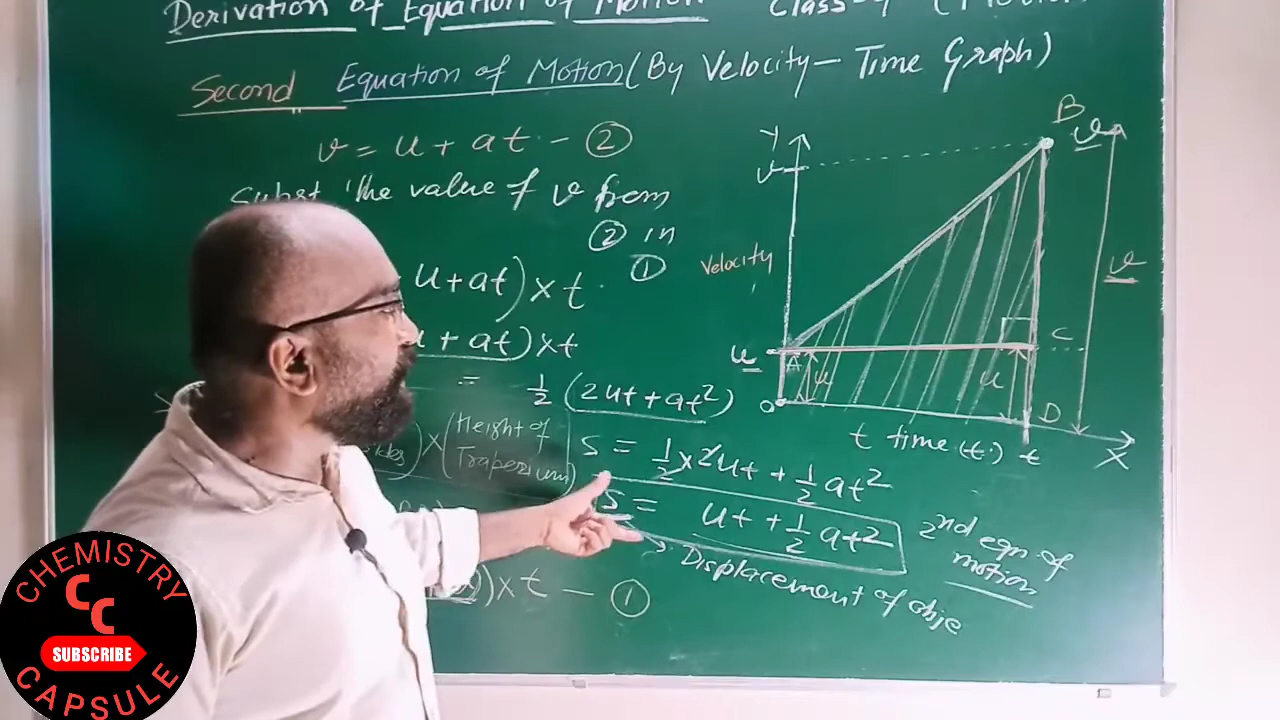 Derivation of Equation of Motion Class-9 (Motion
Second Equation of Motion (By Velocity – Time Graph)
v = u + at - ②
Subst the value of v from
② in
①
u+at) × t
u + at) × t
= ½ (2ut + at²)
sides) × (Height of
Trapezium)
S = ½ × 2ut + ½ at²
S = ut + ½ at²
2nd eqn of
motion
→ Displacement of obje
) × t — ①
Y
v
B
v
Velocity
v
u
A
u
u
C
O
D
t time (t)
t
X
CHEMISTRY
CC
SUBSCRIBE
CAPSULE